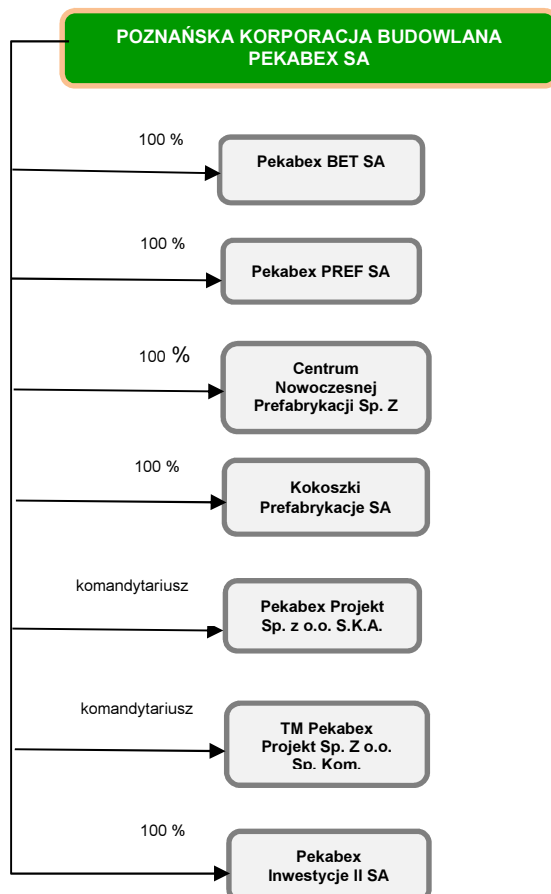 POZNAŃSKA KORPORACJA BUDOWLANA
PEKABEX SA
100 %
Pekabex BET SA
100 %
Pekabex PREF SA
100 %
Centrum
Nowoczesnej
Prefabrykacji Sp. Z
100 %
Kokoszki
Prefabrykacje SA
komandytariusz
Pekabex Projekt
Sp. z o.o. S.K.A.
komandytariusz
TM Pekabex
Projekt Sp. Z o.o.
Sp. Kom.
100 %
Pekabex
Inwestycje II SA